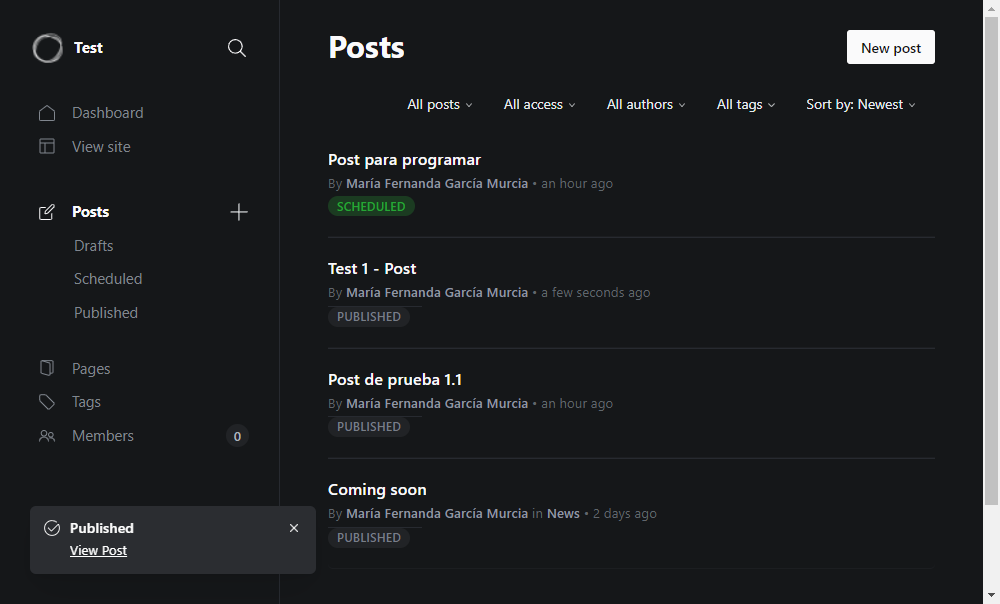 Test
Dashboard
View site
Posts
Drafts
Scheduled
Published
Pages
Tags
Members 0
Published
View Post
Posts
New post
All posts All access All authors All tags Sort by: Newest
Post para programar
By María Fernanda García Murcia • an hour ago
SCHEDULED
Test 1 - Post
By María Fernanda García Murcia • a few seconds ago
PUBLISHED
Post de prueba 1.1
By María Fernanda García Murcia • an hour ago
PUBLISHED
Coming soon
By María Fernanda García Murcia in News • 2 days ago
PUBLISHED